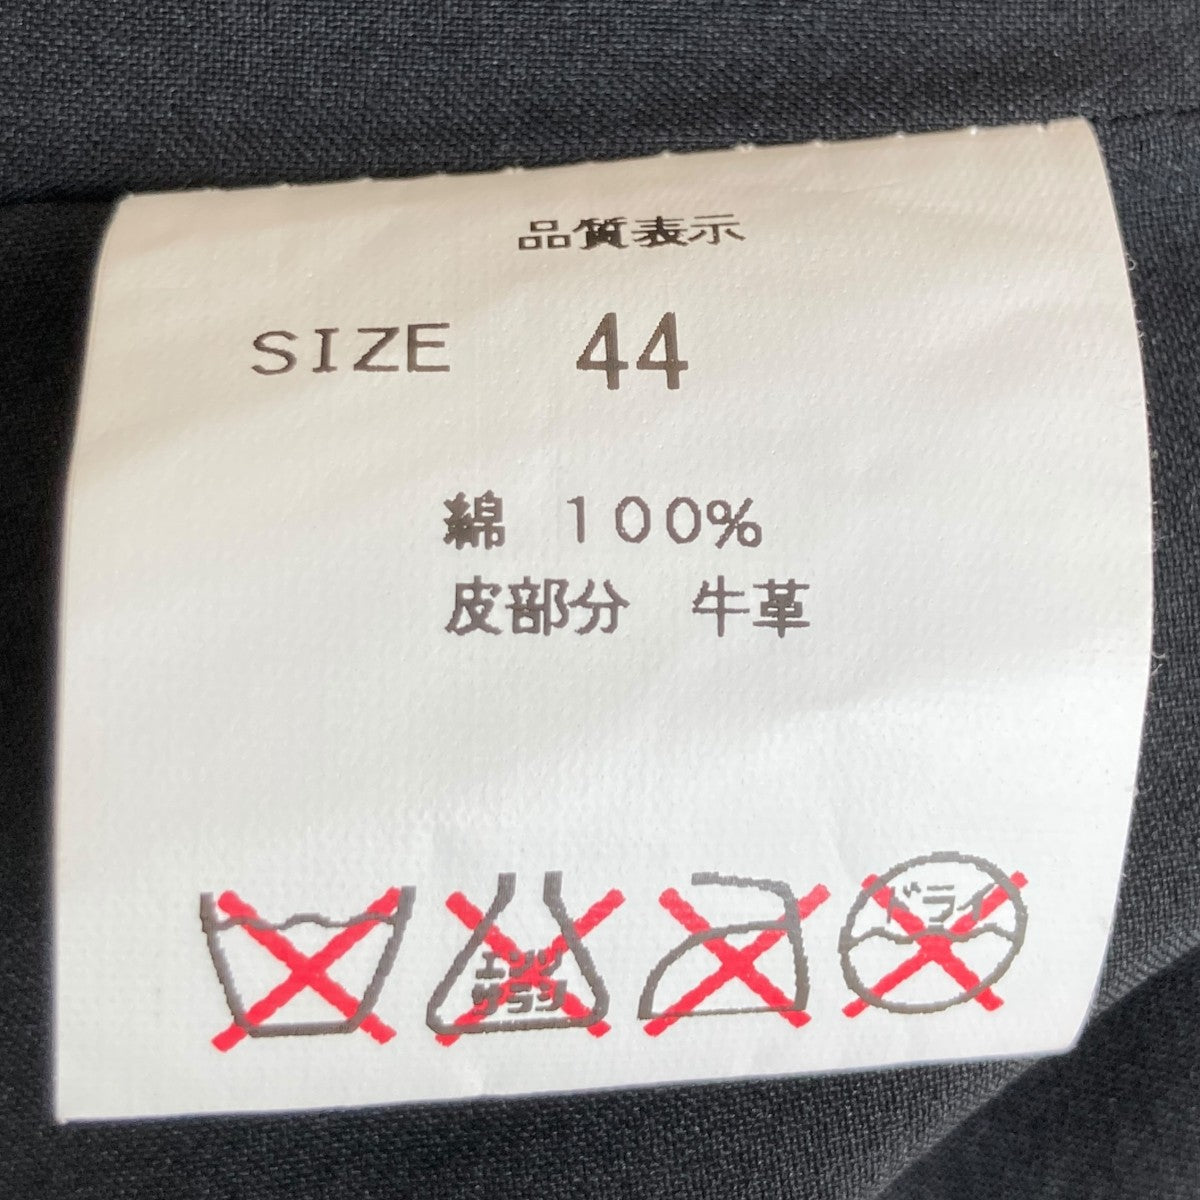 品質表示
SIZE 44
綿 100%
皮部分 牛革
エンソ
サラシ
ドライ